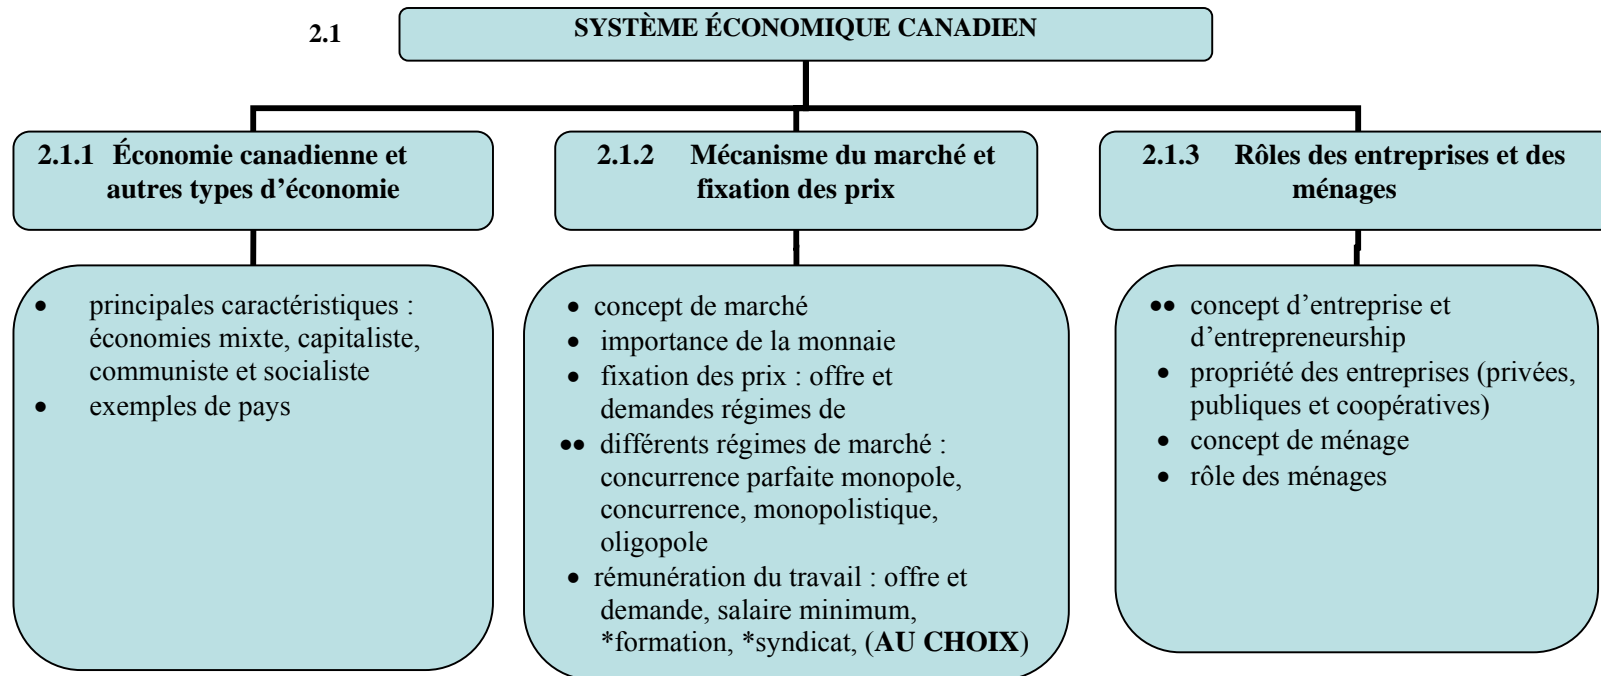 2.1
SYSTÈME ÉCONOMIQUE CANADIEN
2.1.1 Économie canadienne et
autres types d’économie
• principales caractéristiques :
économies mixte, capitaliste,
communiste et socialiste
• exemples de pays
2.1.2 Mécanisme du marché et
fixation des prix
• concept de marché
• importance de la monnaie
• fixation des prix : offre et
demandes régimes de
•• différents régimes de marché :
concurrence parfaite monopole,
concurrence, monopolistique,
oligopole
• rémunération du travail : offre et
demande, salaire minimum,
*formation, *syndicat, (AU CHOIX)
2.1.3 Rôles des entreprises et des
ménages
•• concept d’entreprise et
d’entrepreneurship
• propriété des entreprises (privées,
publiques et coopératives)
• concept de ménage
• rôle des ménages